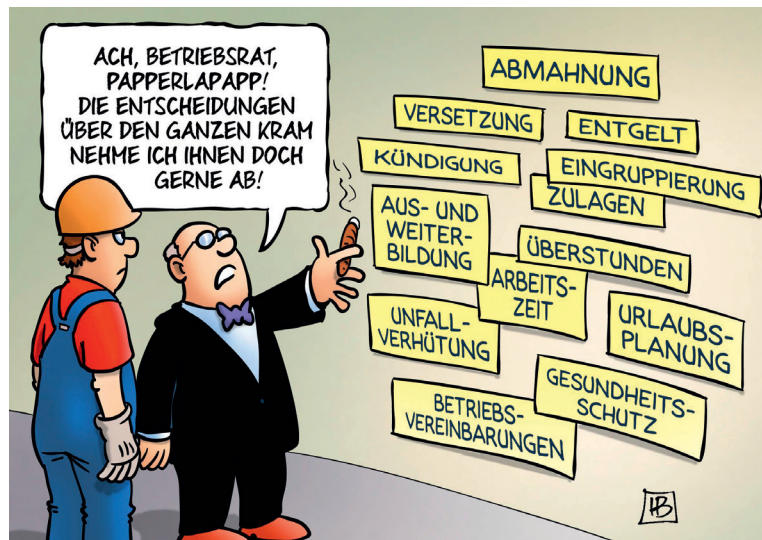 ACH, BETRIEBSRAT,
PAPPERLAPAPP!
DIE ENTSCHEIDUNGEN
ÜBER DEN GANZEN KRAM
NEHME ICH IHNEN DOCH
GERNE AB!
ABMAHNUNG
VERSETZUNG
ENTGELT
KÜNDIGUNG
EINGRUPPIERUNG
ZULAGEN
AUS- UND
WEITER-
BILDUNG
ÜBERSTUNDEN
ARBEITS-
ZEIT
UNFALL-
VERHÜTUNG
URLAUBS-
PLANUNG
GESUNDHEITS-
SCHUTZ
BETRIEBS-
VEREINBARUNGEN
HB